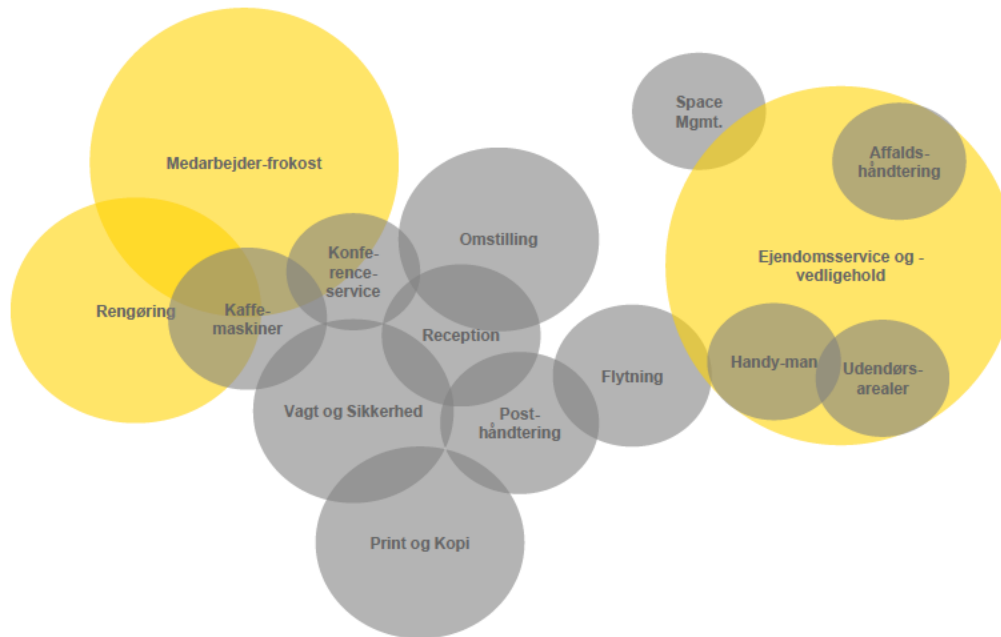 Space
Mgmt.
Affalds-
håndtering
Medarbejder-frokost
Omstilling
Konfe-
rence-
service
Ejendomsservice og -
vedligehold
Rengøring
Kaffe-
maskiner
Reception
Flytning
Handy-man
Udendørs-
arealer
Vagt og Sikkerhed
Post-
håndtering
Print og Kopi